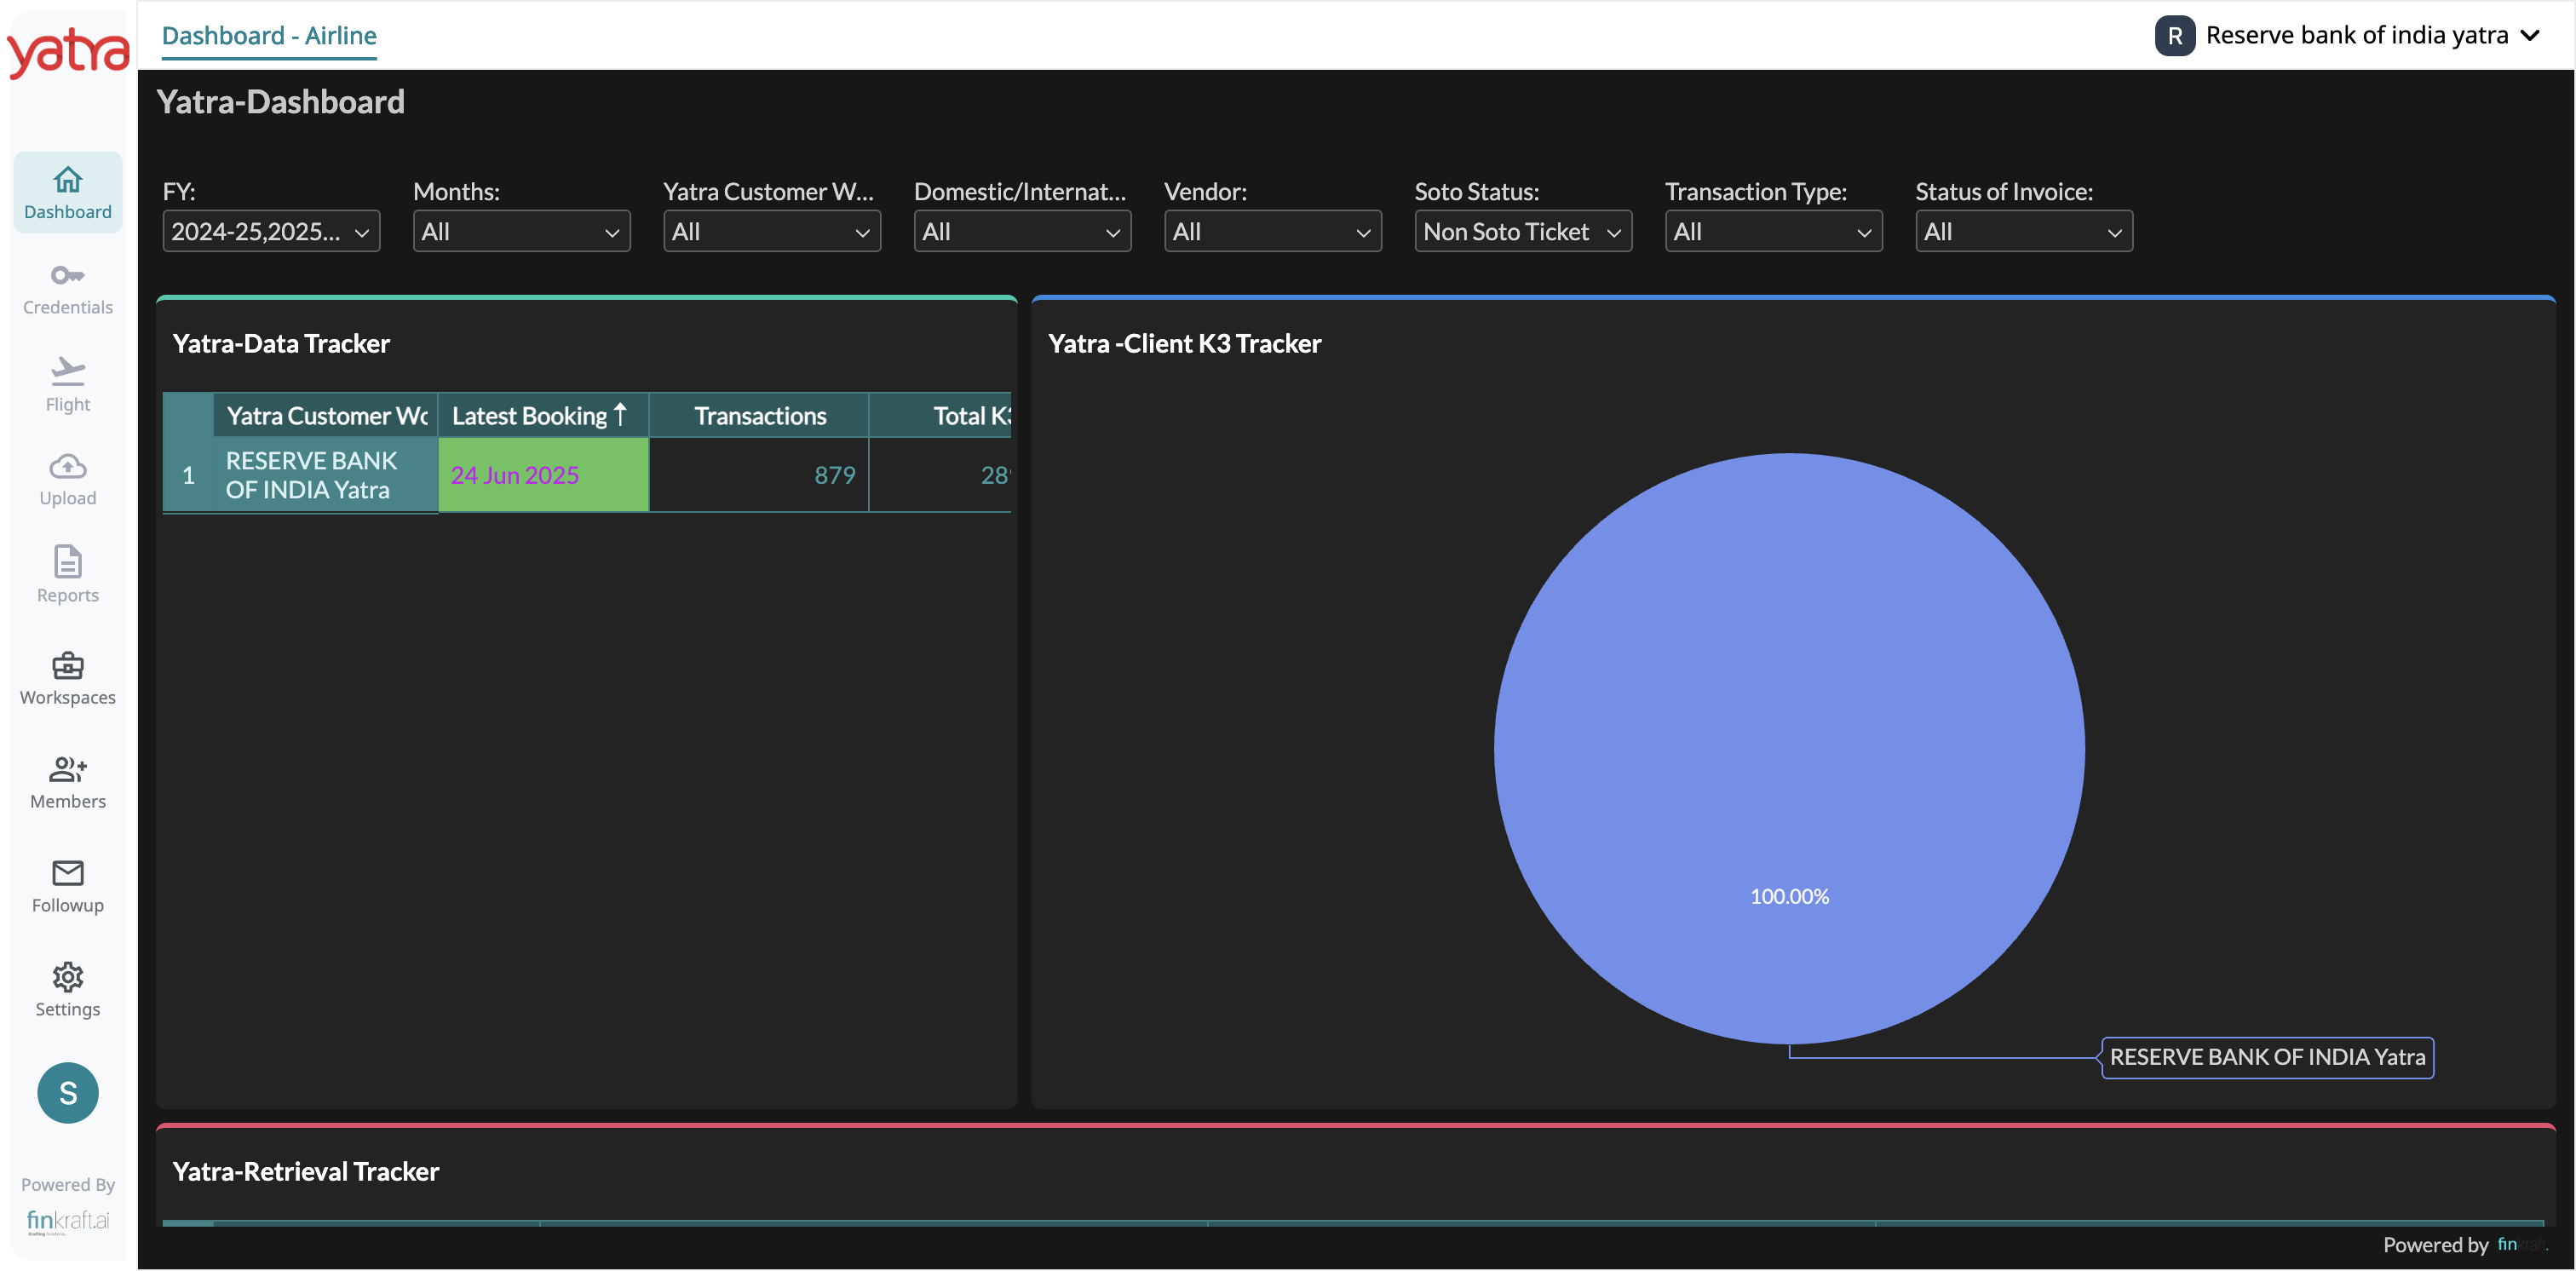 yatra
Dashboard - Airline
R Reserve bank of india yatra
Yatra-Dashboard
Dashboard
Credentials
Flight
Upload
Reports
Workspaces
Members
Followup
Settings
S
Powered By
finkraft.ai
FY: Months: Yatra Customer W... Domestic/Internat... Vendor: Soto Status: Transaction Type: Status of Invoice:
2024-25,2025... All All All All Non Soto Ticket All All
Yatra-Data Tracker
Yatra Customer Wo Latest Booking ↑ Transactions Total K3
1 RESERVE BANK OF INDIA Yatra 24 Jun 2025 879 289
Yatra -Client K3 Tracker
100.00%
RESERVE BANK OF INDIA Yatra
Yatra-Retrieval Tracker
Powered by finkraft.